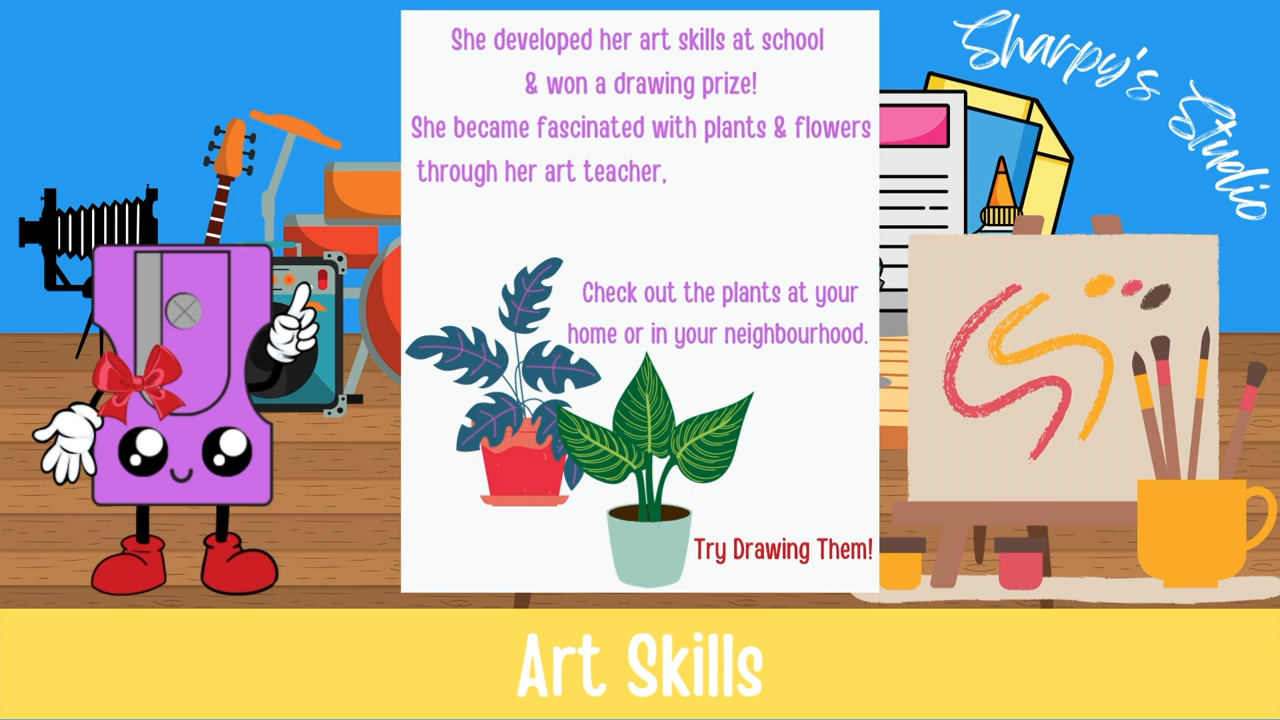 She developed her art skills at school
& won a drawing prize!
She became fascinated with plants & flowers
through her art teacher,
Check out the plants at your
home or in your neighbourhood.
Try Drawing Them!
Sharpy's Studio
Art Skills